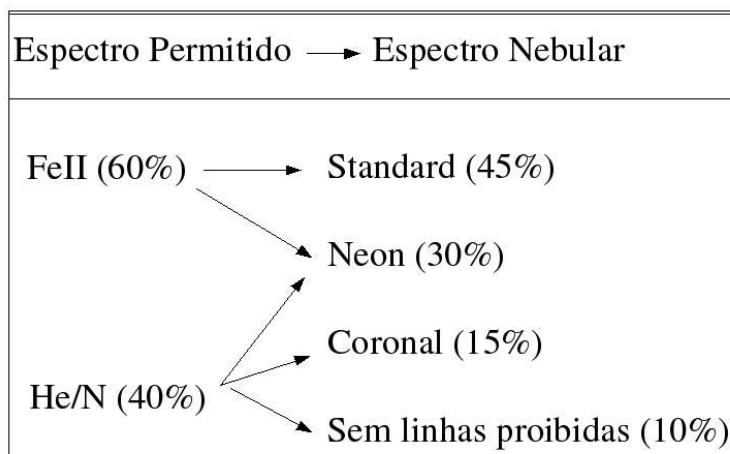 Espectro Permitido → Espectro Nebular
FeII (60%) Standard (45%)
Neon (30%)
Coronal (15%)
He/N (40%)
Sem linhas proibidas (10%)